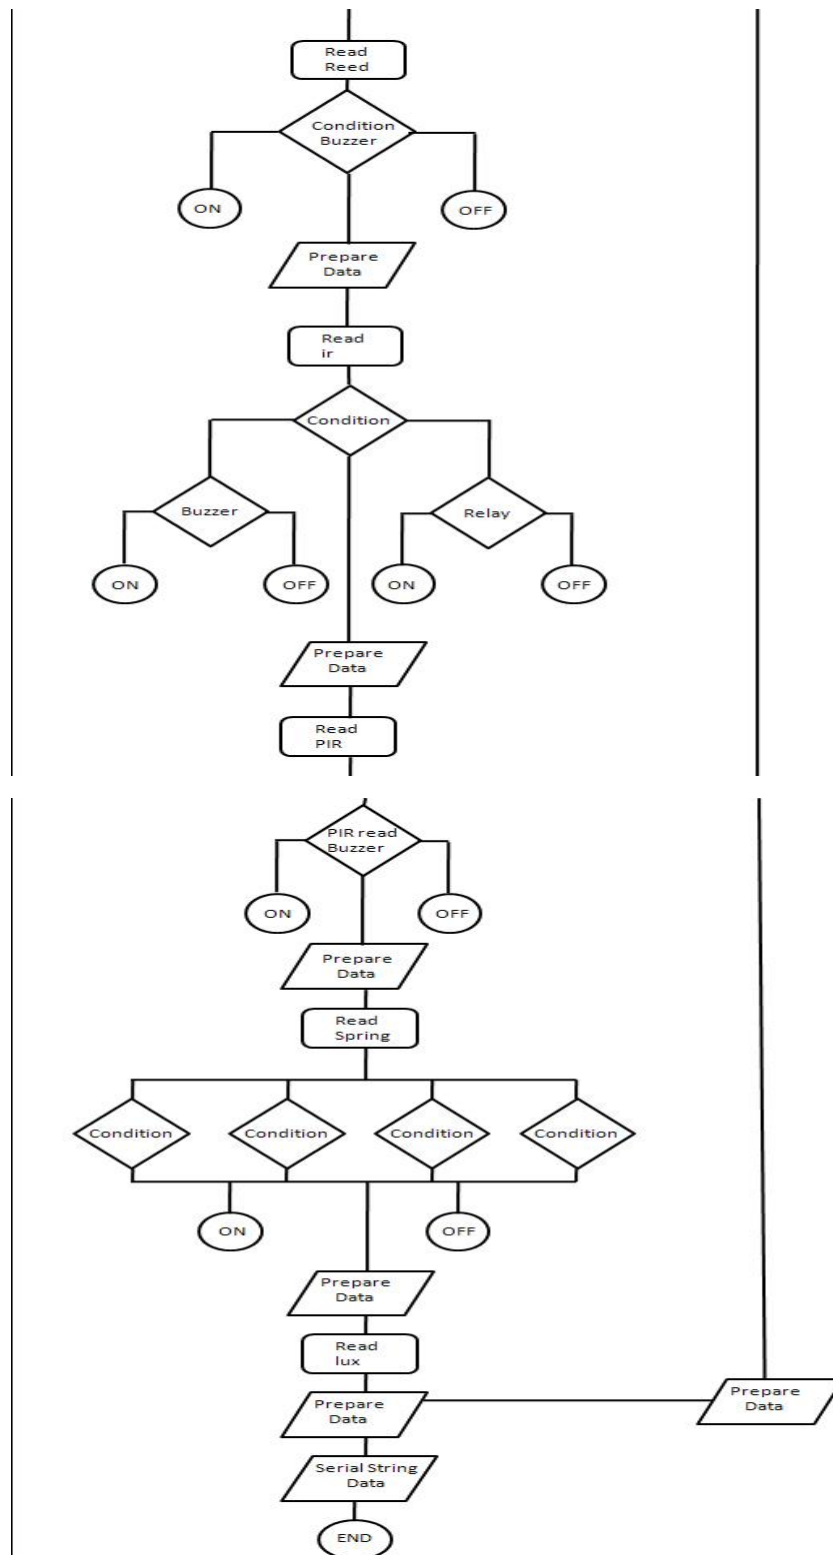 Read
Reed
Condition
Buzzer
ON
OFF
Prepare
Data
Read
ir
Condition
Buzzer
Relay
ON
OFF
ON
OFF
Prepare
Data
Read
PIR
PIR read
Buzzer
ON
OFF
Prepare
Data
Read
Spring
Condition
Condition
Condition
Condition
ON
OFF
Prepare
Data
Read
lux
Prepare
Data
Prepare
Data
Serial String
Data
END